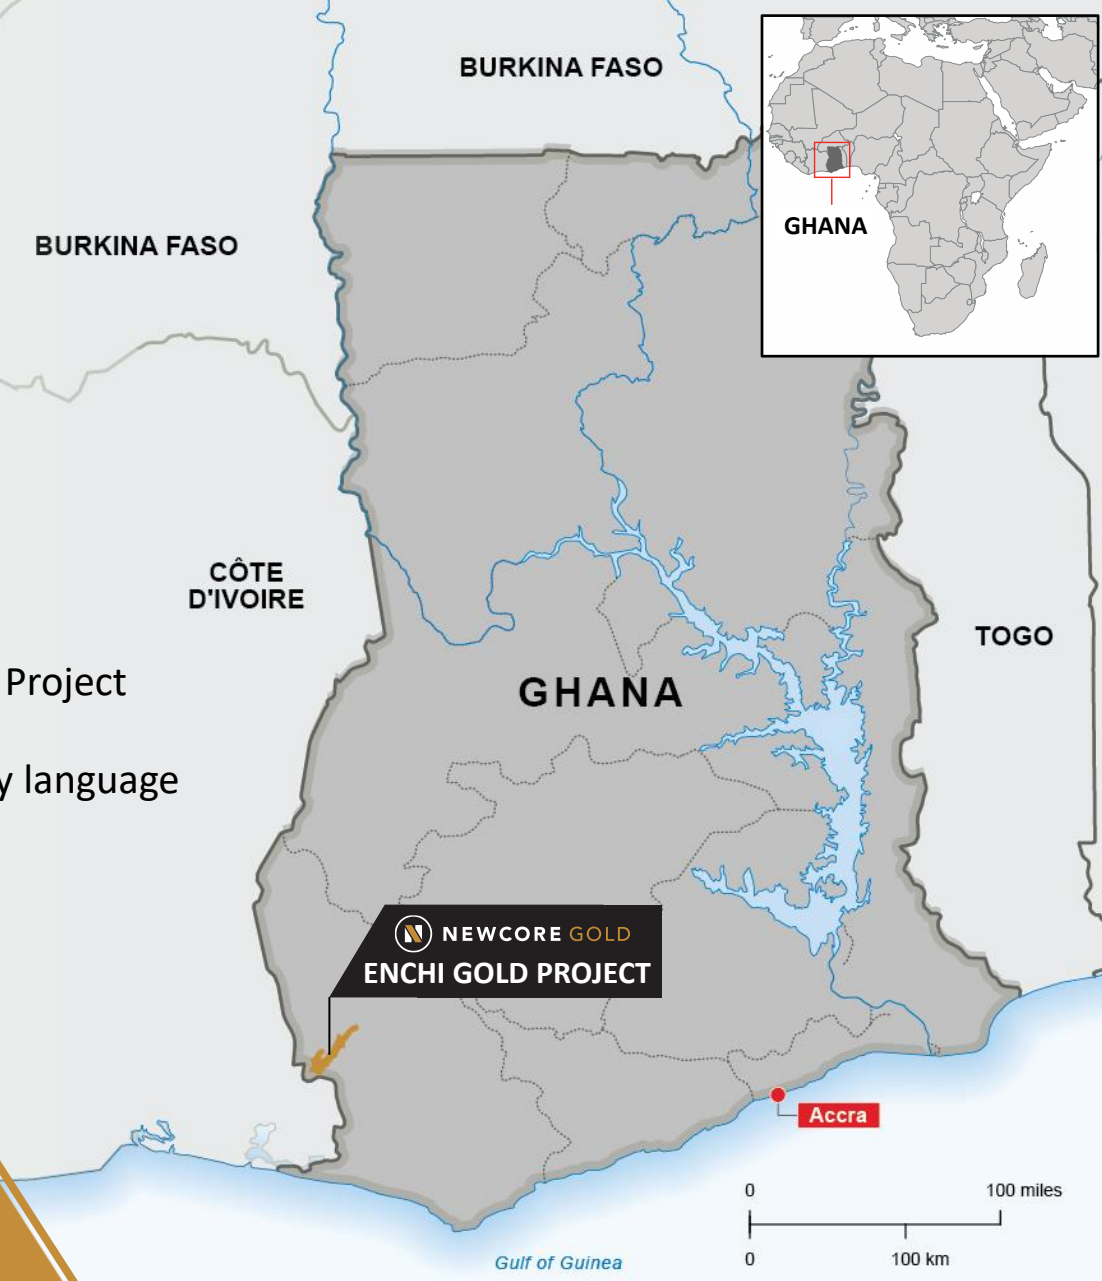 BURKINA FASO
GHANA
BURKINA FASO
CÔTE
D'IVOIRE
TOGO
Project
GHANA
y language
NEWCORE GOLD
ENCHI GOLD PROJECT
Accra
0 100 miles
0 100 km
Gulf of Guinea